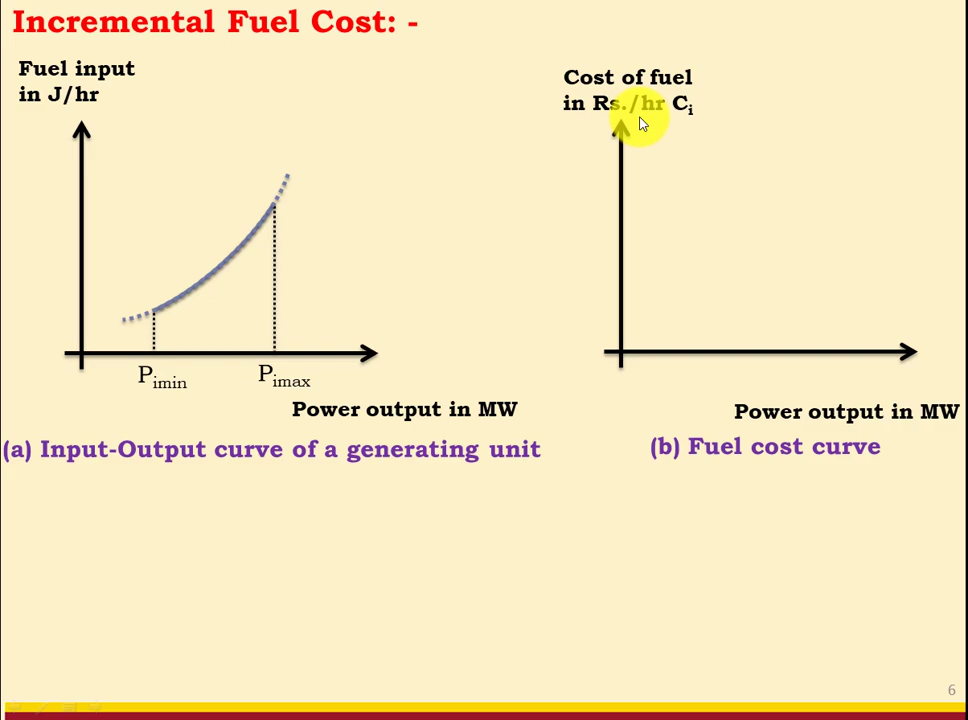 Incremental Fuel Cost: -
Fuel input
in J/hr
Cost of fuel
in Rs./hr Ci
Pimin
Pimax
Power output in MW
Power output in MW
(a) Input-Output curve of a generating unit
(b) Fuel cost curve
6